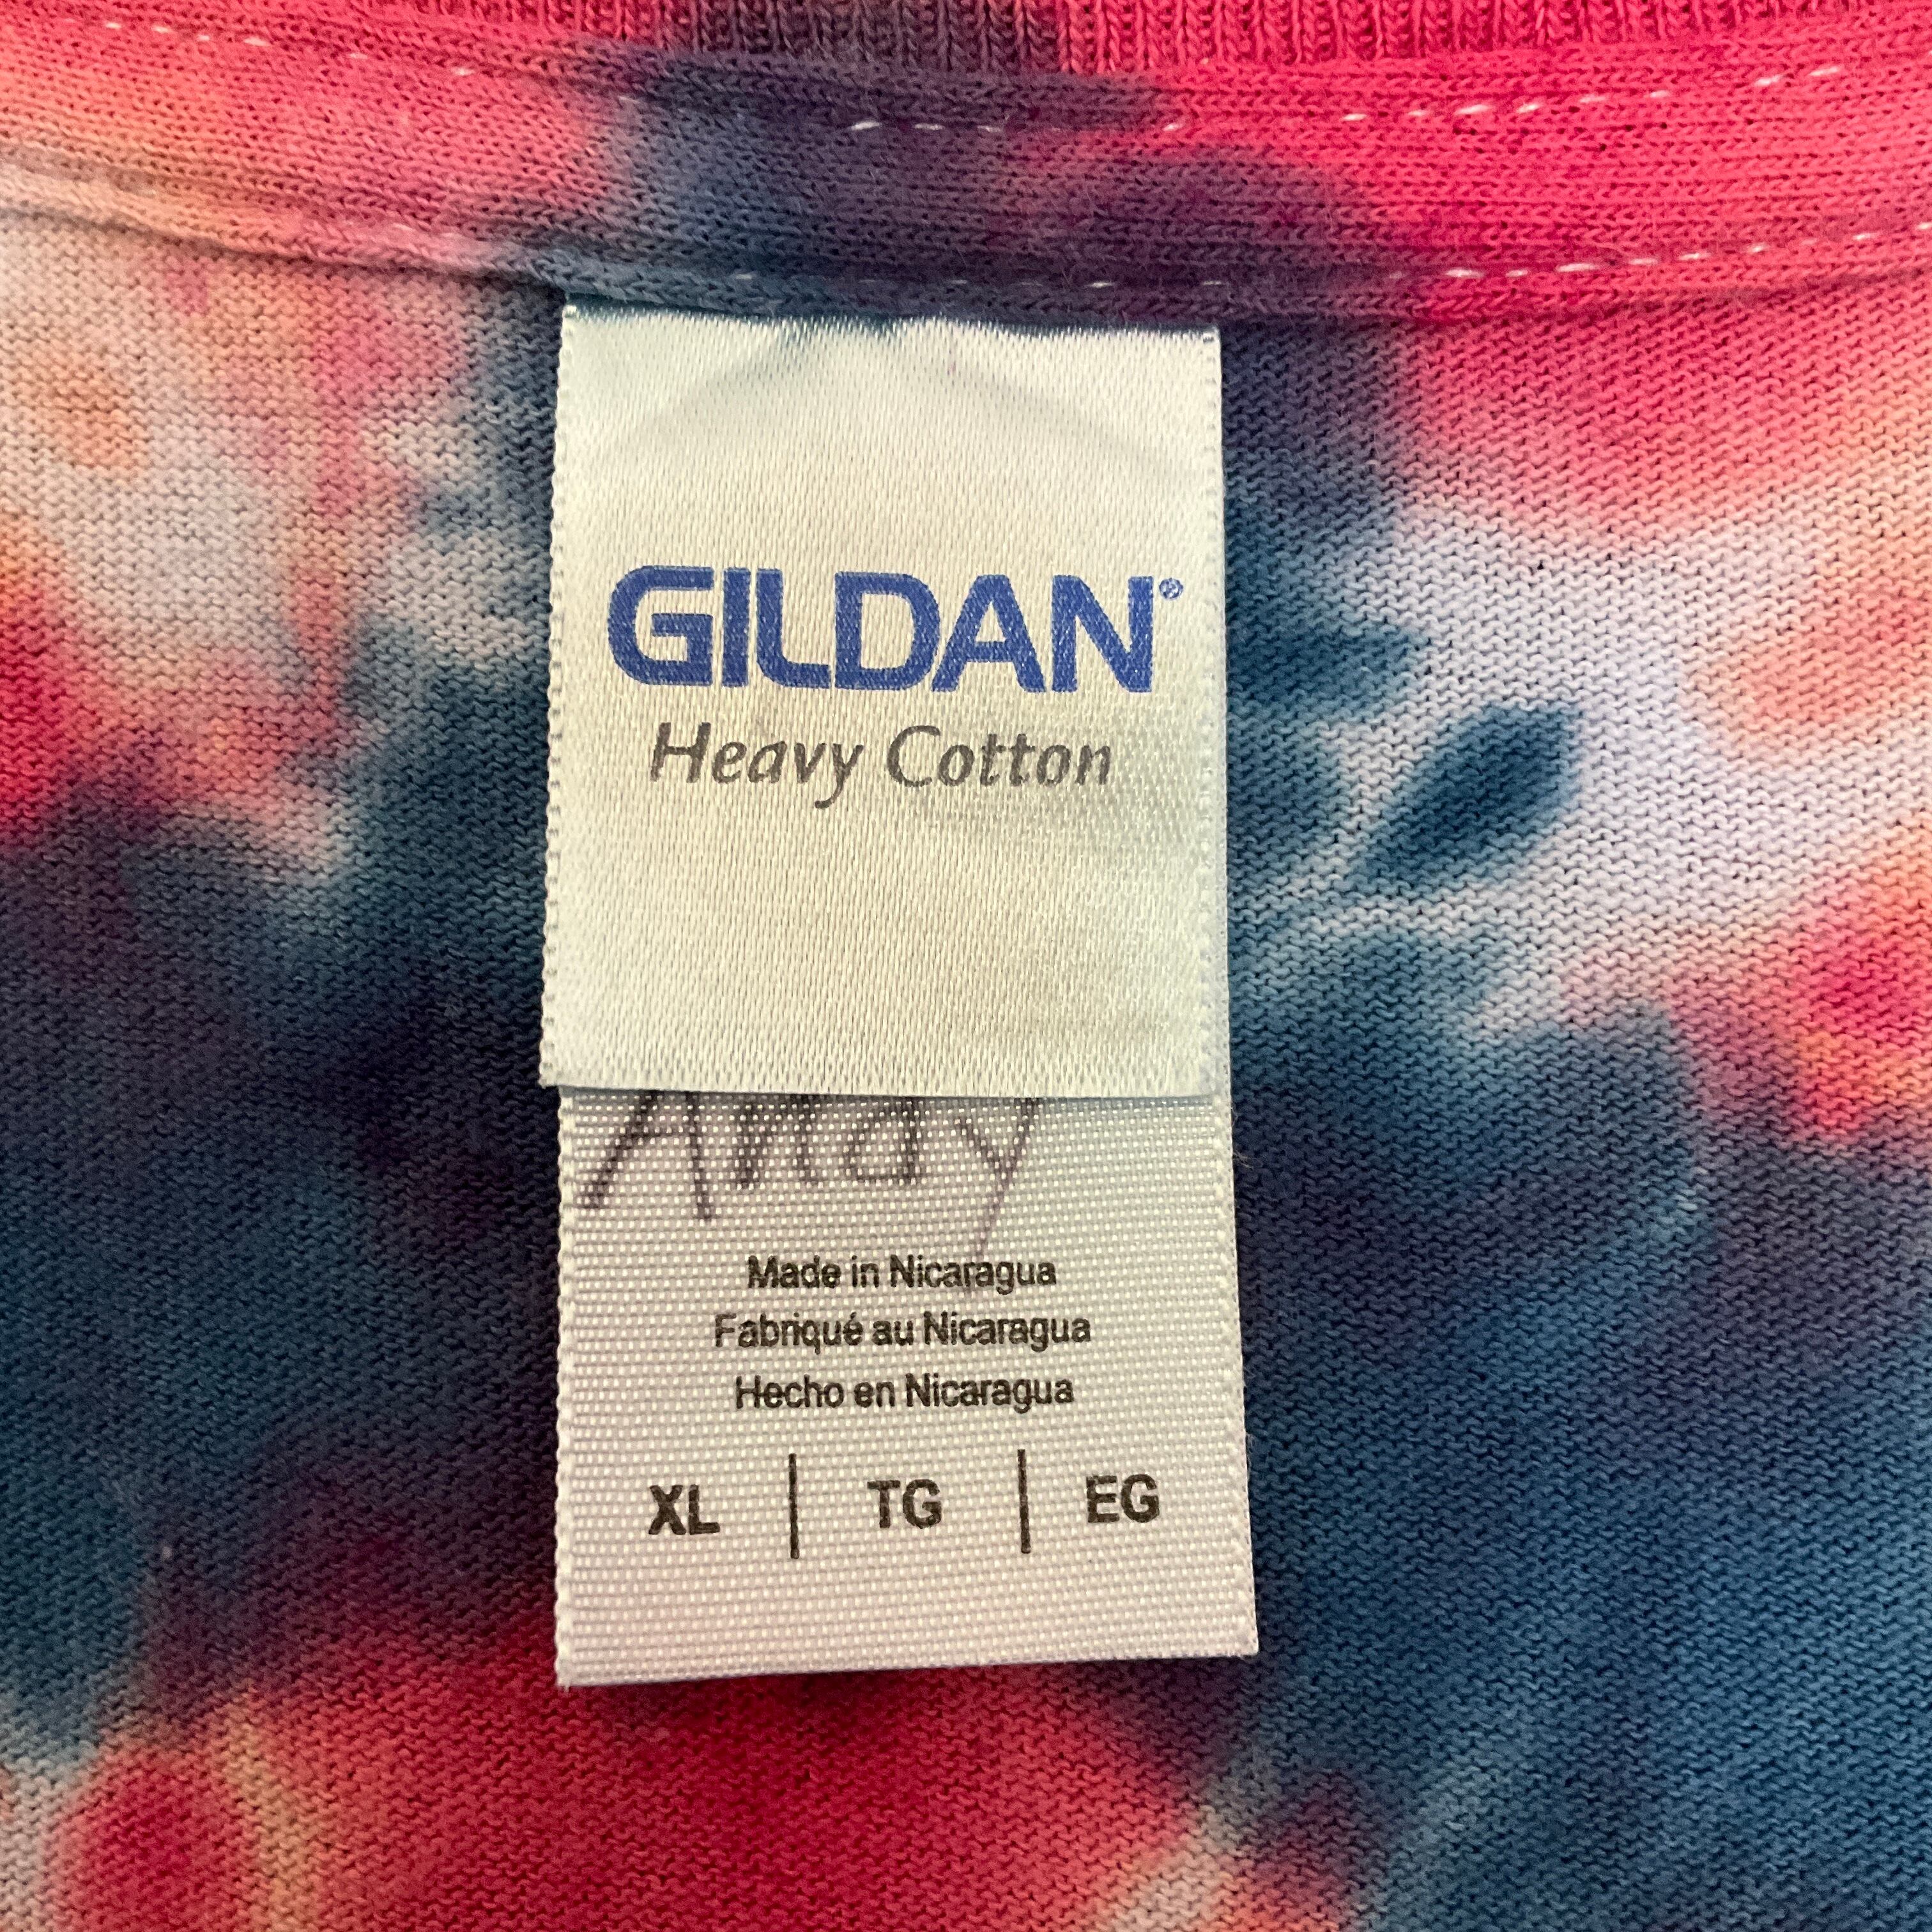 GILDAN®
Heavy Cotton
Andy
Made in Nicaragua
Fabriqué au Nicaragua
Hecho en Nicaragua
XL | TG | EG